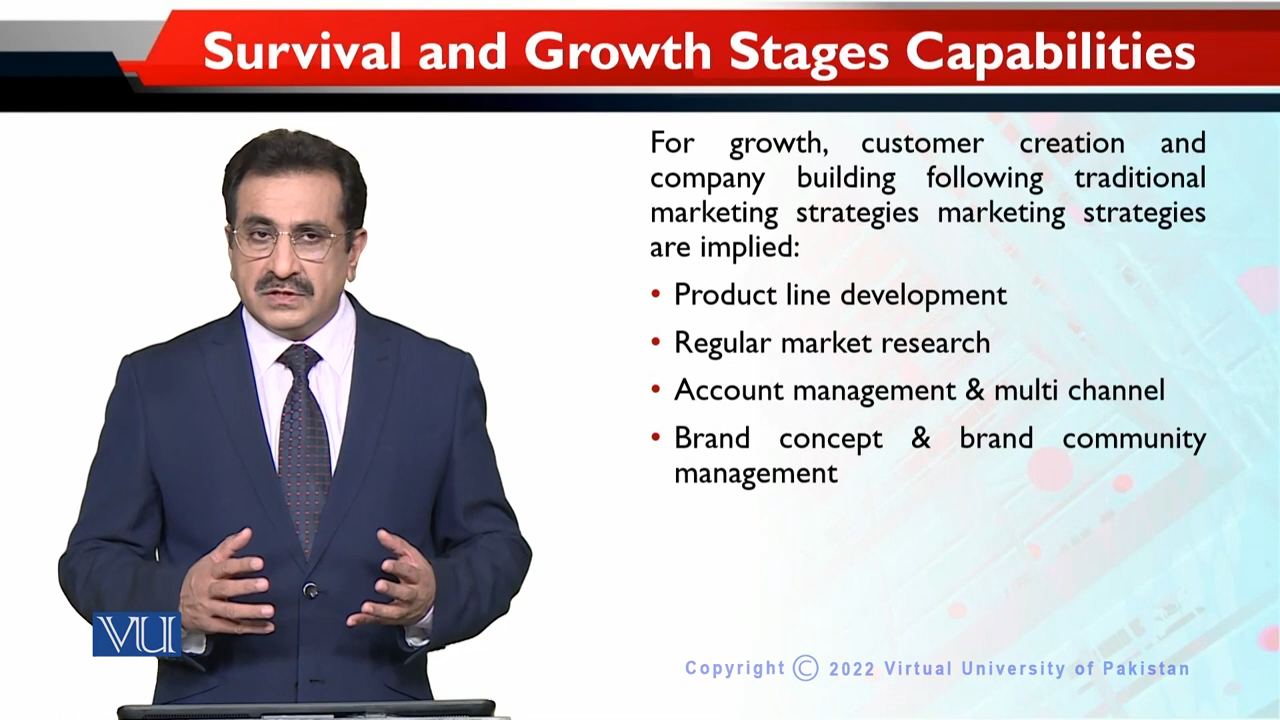 Survival and Growth Stages Capabilities
For growth, customer creation and
company building following traditional
marketing strategies marketing strategies
are implied:
• Product line development
• Regular market research
• Account management & multi channel
• Brand concept & brand community
management
VU
Copyright © 2022 Virtual University of Pakistan